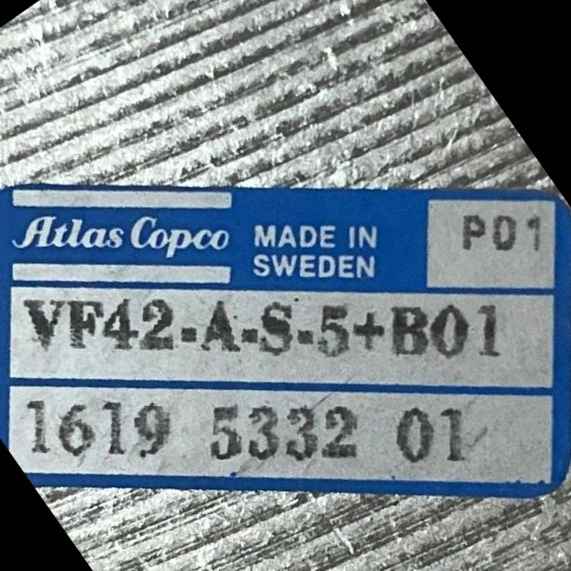 Atlas Copco MADE IN SWEDEN P01
VF42-A-S-5+B01
1619 5332 01